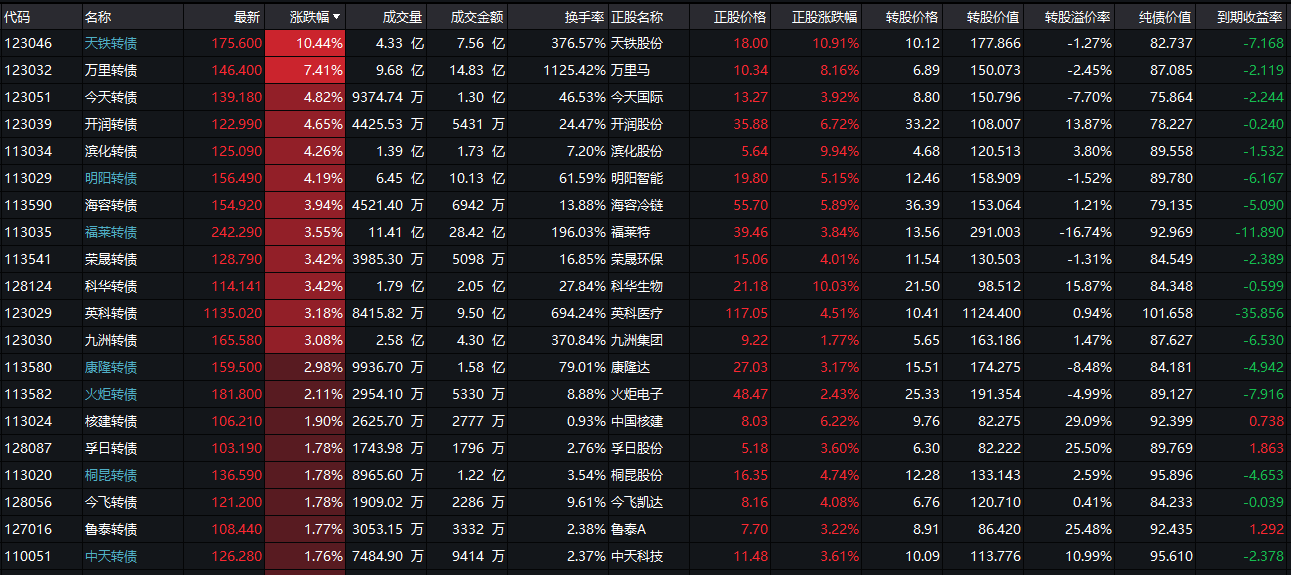 代码 名称 最新 涨跌幅 成交量 成交金额 换手率 正股名称 正股价格 正股涨跌幅 转股价格 转股价值 转股溢价率 纯债价值 到期收益率
123046 天铁转债 175.600 10.44% 4.33 亿 7.56 亿 376.57% 天铁股份 18.00 10.91% 10.12 177.866 -1.27% 82.737 -7.168
123032 万里转债 146.400 7.41% 9.68 亿 14.83 亿 1125.42% 万里马 10.34 8.16% 6.89 150.073 -2.45% 87.085 -2.119
123051 今天转债 139.180 4.82% 9374.74 万 1.30 亿 46.53% 今天国际 13.27 3.92% 8.80 150.796 -7.70% 75.864 -2.244
123039 开润转债 122.990 4.65% 4425.53 万 5431 万 24.47% 开润股份 35.88 6.72% 33.22 108.007 13.87% 78.227 -0.240
113034 滨化转债 125.090 4.26% 1.39 亿 1.73 亿 7.20% 滨化股份 5.64 9.94% 4.68 120.513 3.80% 89.558 -1.532
113029 明阳转债 156.490 4.19% 6.45 亿 10.13 亿 61.59% 明阳智能 19.80 5.15% 12.46 158.909 -1.52% 89.780 -6.167
113590 海容转债 154.920 3.94% 4521.40 万 6942 万 13.88% 海容冷链 55.70 5.89% 36.39 153.064 1.21% 79.135 -5.090
113035 福莱转债 242.290 3.55% 11.41 亿 28.42 亿 196.03% 福莱特 39.46 3.84% 13.56 291.003 -16.74% 92.969 -11.890
113541 荣晟转债 128.790 3.42% 3985.30 万 5098 万 16.85% 荣晟环保 15.06 4.01% 11.54 130.503 -1.31% 84.549 -2.389
128124 科华转债 114.141 3.42% 1.79 亿 2.05 亿 27.84% 科华生物 21.18 10.03% 21.50 98.512 15.87% 84.348 -0.599
123029 英科转债 1135.020 3.18% 8415.82 万 9.50 亿 694.24% 英科医疗 117.05 4.51% 10.41 1124.400 0.94% 101.658 -35.856
123030 九洲转债 165.580 3.08% 2.58 亿 4.30 亿 370.84% 九洲集团 9.22 1.77% 5.65 163.186 1.47% 87.627 -6.530
113580 康隆转债 159.500 2.98% 9936.70 万 1.58 亿 79.01% 康隆达 27.03 3.17% 15.51 174.275 -8.48% 84.181 -4.942
113582 火炬转债 181.800 2.11% 2954.10 万 5330 万 8.88% 火炬电子 48.47 2.43% 25.33 191.354 -4.99% 89.127 -7.916
113024 核建转债 106.210 1.90% 2625.70 万 2777 万 0.93% 中国核建 8.03 6.22% 9.76 82.275 29.09% 92.399 0.738
128087 孚日转债 103.190 1.78% 1743.98 万 1796 万 2.76% 孚日股份 5.18 3.60% 6.30 82.222 25.50% 89.769 1.863
113020 桐昆转债 136.590 1.78% 8965.60 万 1.22 亿 3.54% 桐昆股份 16.35 4.74% 12.28 133.143 2.59% 95.896 -4.653
128056 今飞转债 121.200 1.78% 1909.02 万 2286 万 9.61% 今飞凯达 8.16 4.08% 6.76 120.710 0.41% 84.233 -0.039
127016 鲁泰转债 108.440 1.77% 3053.15 万 3332 万 2.38% 鲁泰A 7.70 3.22% 8.91 86.420 25.48% 92.435 1.292
110051 中天转债 126.280 1.76% 7484.90 万 9414 万 2.37% 中天科技 11.48 3.61% 10.09 113.776 10.99% 95.610 -2.378